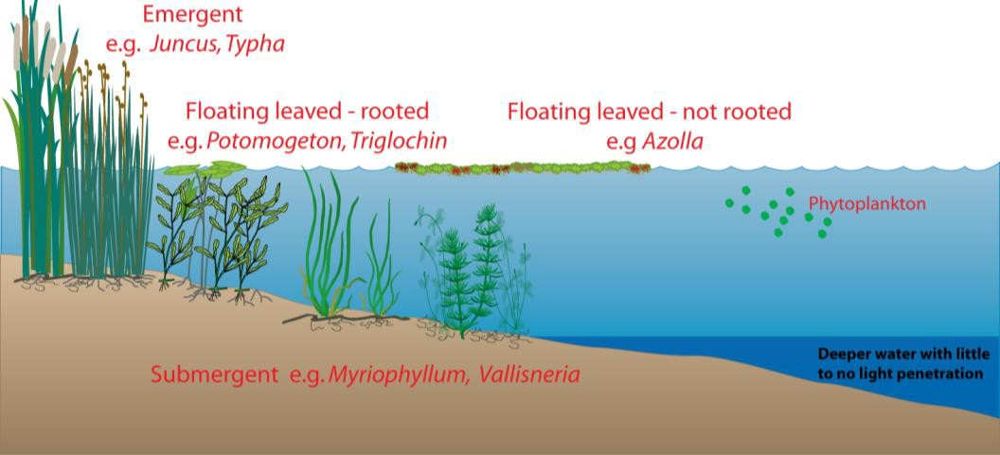 Emergent
e.g. Juncus, Typha
Floating leaved - rooted
e.g. Potomogeton, Triglochin
Floating leaved - not rooted
e.g Azolla
Phytoplankton
Deeper water with little
to no light penetration
Submergent e.g. Myriophyllum, Vallisneria